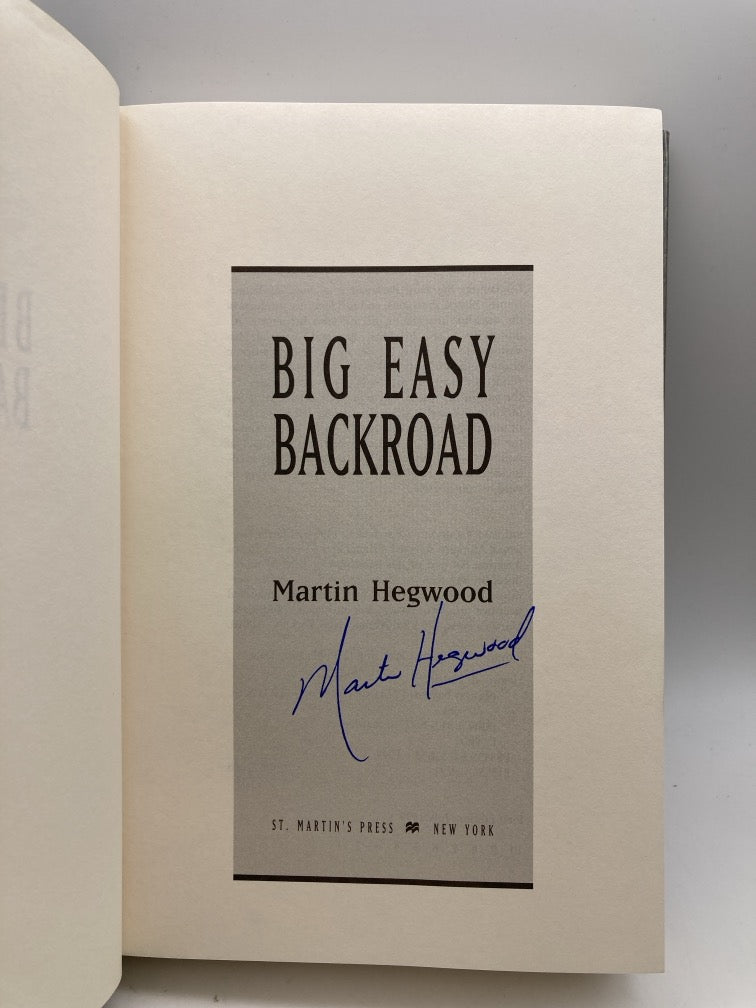 BIG EASY
BACKROAD
Martin Hegwood
Martin Hegwood
ST. MARTIN'S PRESS NEW YORK